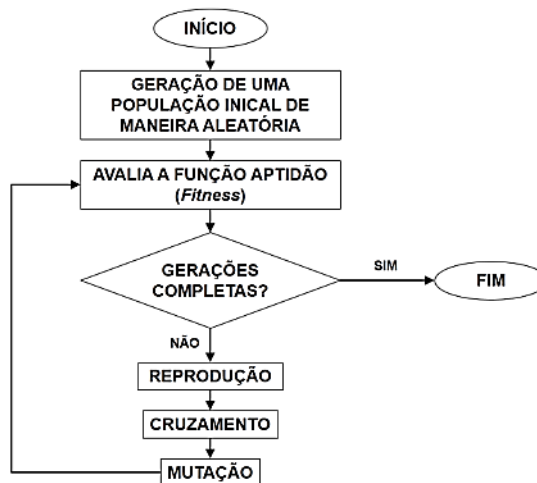 INÍCIO
GERAÇÃO DE UMA
POPULAÇÃO INICAL DE
MANEIRA ALEATÓRIA
AVALIA A FUNÇÃO APTIDÃO
(Fitness)
GERAÇÕES
COMPLETAS?
SIM
FIM
NÃO
REPRODUÇÃO
CRUZAMENTO
MUTAÇÃO